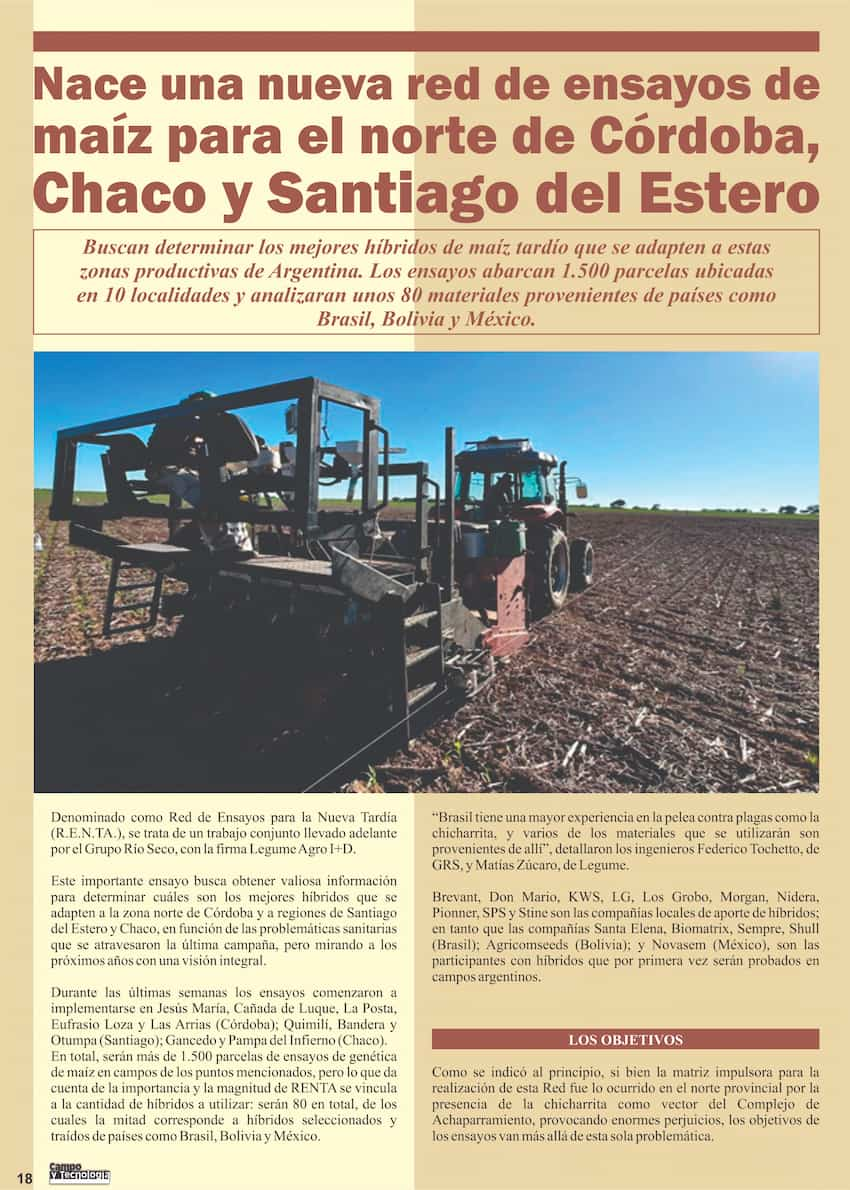 Nace una nueva red de ensayos de
maíz para el norte de Córdoba,
Chaco y Santiago del Estero
Buscan determinar los mejores híbridos de maíz tardío que se adapten a estas
zonas productivas de Argentina. Los ensayos abarcan 1.500 parcelas ubicadas
en 10 localidades y analizaran unos 80 materiales provenientes de países como
Brasil, Bolivia y México.
Denominado como Red de Ensayos para la Nueva Tardía
(R.E.N.TA.), se trata de un trabajo conjunto llevado adelante
por el Grupo Río Seco, con la firma Legume Agro I+D.
Este importante ensayo busca obtener valiosa información
para determinar cuáles son los mejores híbridos que se
adapten a la zona norte de Córdoba y a regiones de Santiago
del Estero y Chaco, en función de las problemáticas sanitarias
que se atravesaron la última campaña, pero mirando a los
próximos años con una visión integral.
Durante las últimas semanas los ensayos comenzaron a
implementarse en Jesús María, Cañada de Luque, La Posta,
Eufrasio Loza y Las Arrias (Córdoba); Quimilí, Bandera y
Otumpa (Santiago); Gancedo y Pampa del Infierno (Chaco).
En total, serán más de 1.500 parcelas de ensayos de genética
de maíz en campos de los puntos mencionados, pero lo que da
cuenta de la importancia y la magnitud de RENTA se vincula
a la cantidad de híbridos a utilizar: serán 80 en total, de los
cuales la mitad corresponde a híbridos seleccionados y
traídos de países como Brasil, Bolivia y México.
“Brasil tiene una mayor experiencia en la pelea contra plagas como la
chicharrita, y varios de los materiales que se utilizarán son
provenientes de allí”, detallaron los ingenieros Federico Tochetto, de
GRS, y Matías Zúcaro, de Legume.
Brevant, Don Mario, KWS, LG, Los Grobo, Morgan, Nidera,
Pionner, SPS y Stine son las compañías locales de aporte de híbridos;
en tanto que las compañías Santa Elena, Biomatrix, Sempre, Shull
(Brasil); Agricomseeds (Bolivia); y Novasem (México), son las
participantes con híbridos que por primera vez serán probados en
campos argentinos.
LOS OBJETIVOS
Como se indicó al principio, si bien la matriz impulsora para la
realización de esta Red fue lo ocurrido en el norte provincial por la
presencia de la chicharrita como vector del Complejo de
Achaparramiento, provocando enormes perjuicios, los objetivos de
los ensayos van más allá de esta sola problemática.
18
Campo
y Tecnología